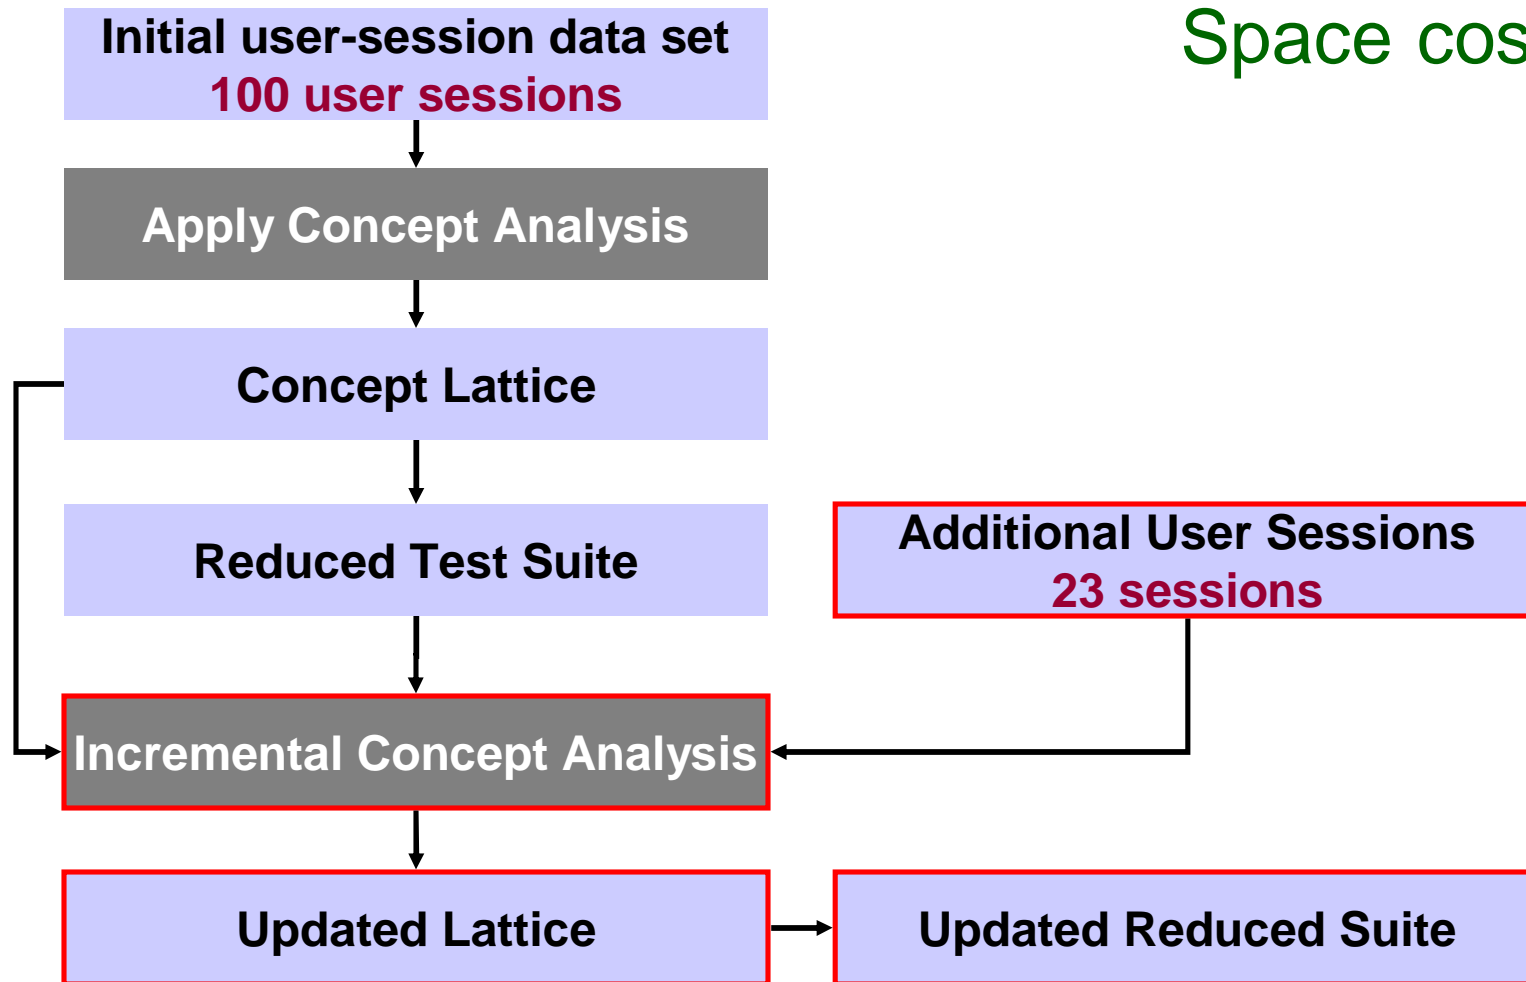 Space cos
Initial user-session data set
100 user sessions
Apply Concept Analysis
Concept Lattice
Reduced Test Suite
Additional User Sessions
23 sessions
Incremental Concept Analysis
Updated Lattice
Updated Reduced Suite